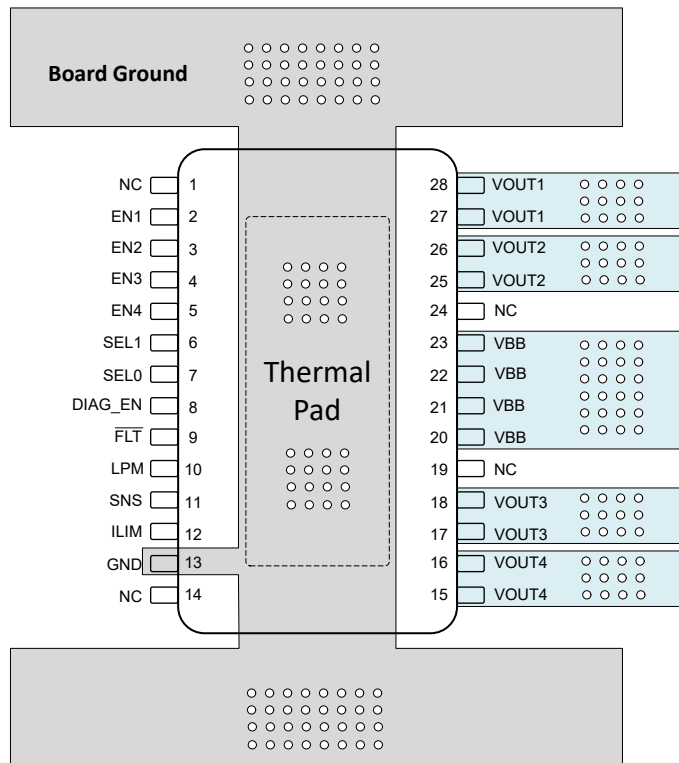 Board Ground
NC 1
EN1 2
EN2 3
EN3 4
EN4 5
SEL1 6
SEL0 7
DIAG_EN 8
FLT 9
LPM 10
SNS 11
ILIM 12
GND 13
NC 14
Thermal
Pad
28 VOUT1
27 VOUT1
26 VOUT2
25 VOUT2
24 NC
23 VBB
22 VBB
21 VBB
20 VBB
19 NC
18 VOUT3
17 VOUT3
16 VOUT4
15 VOUT4